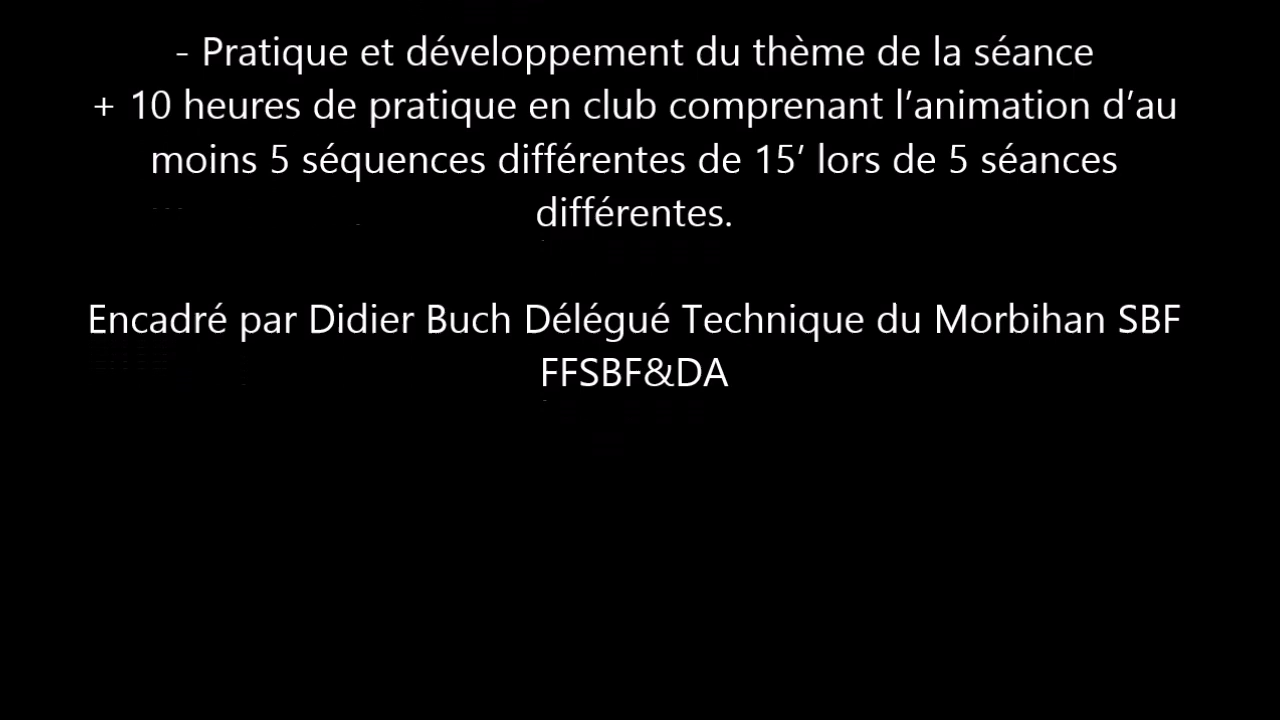 - Pratique et développement du thème de la séance
+ 10 heures de pratique en club comprenant l’animation d’au
moins 5 séquences différentes de 15’ lors de 5 séances
différentes.
Encadré par Didier Buch Délégué Technique du Morbihan SBF
FFSBF&DA